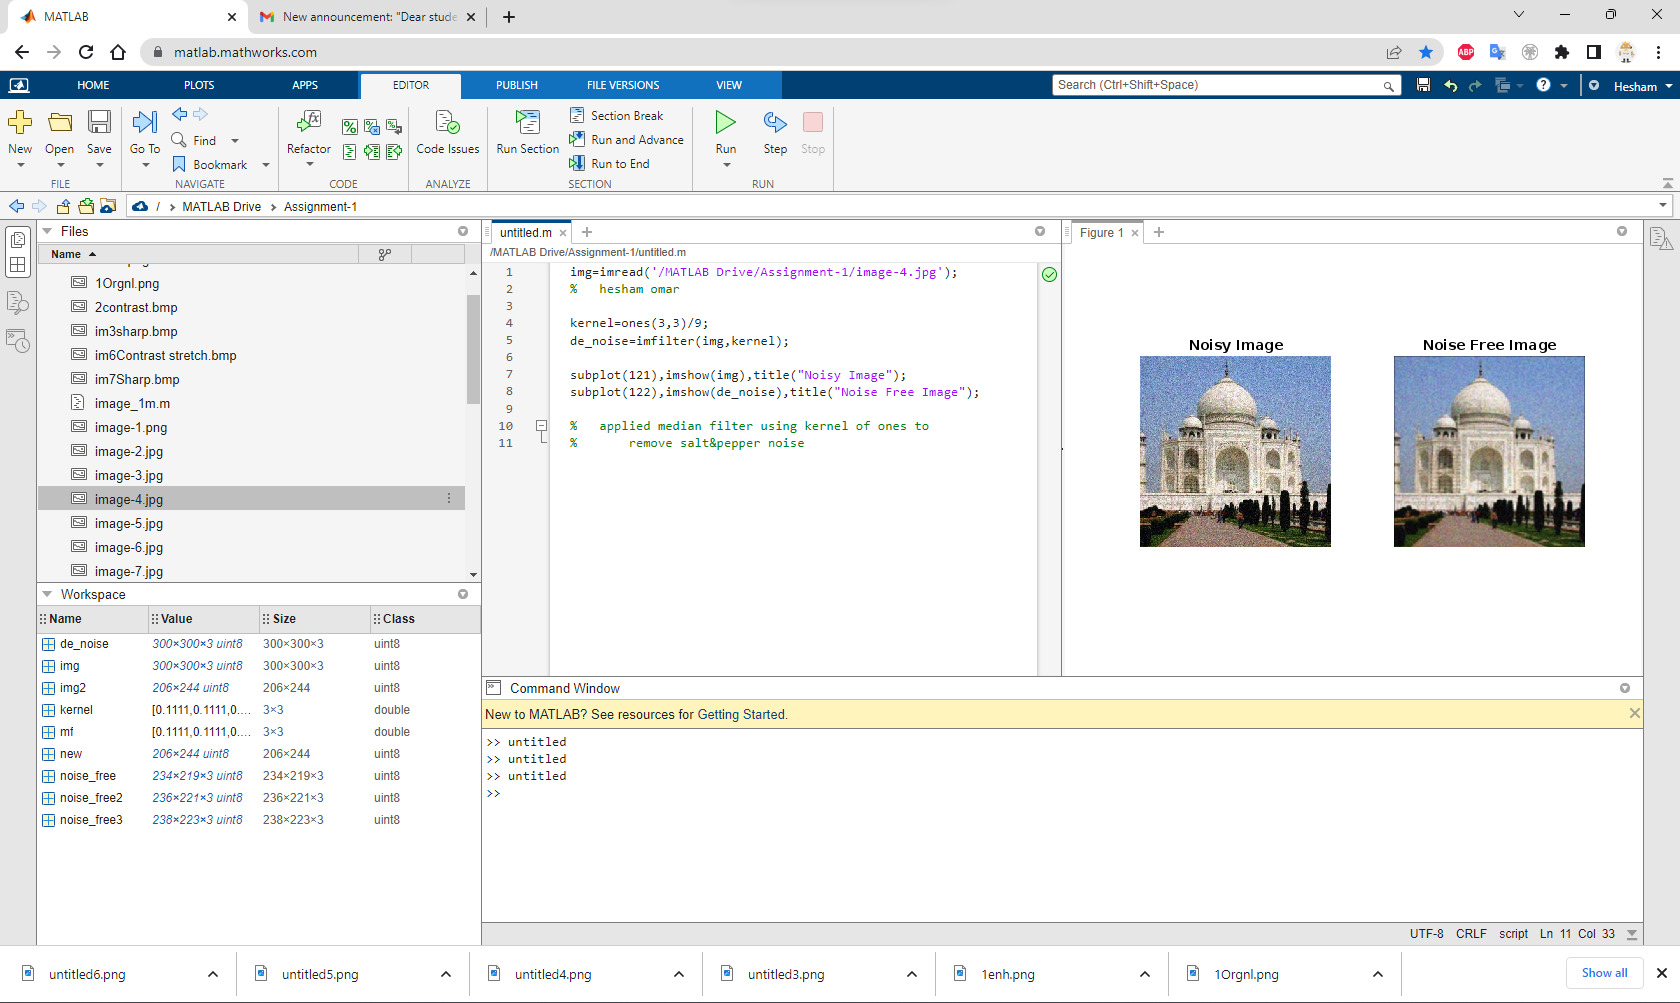 MATLAB
New announcement: "Dear stude
matlab.mathworks.com
ABP
HOME
PLOTS
APPS
EDITOR
PUBLISH
FILE VERSIONS
VIEW
Search (Ctrl+Shift+Space)
Hesham
New
Open
Save
FILE
Go To
Find
Bookmark
NAVIGATE
Refactor
CODE
Code Issues
ANALYZE
Run Section
Section Break
Run and Advance
Run to End
SECTION
Run
Step
Stop
RUN
/ › MATLAB Drive › Assignment-1
Files
Name
1Orgnl.png
2contrast.bmp
im3sharp.bmp
im6Contrast stretch.bmp
im7Sharp.bmp
image_1m.m
image-1.png
image-2.jpg
image-3.jpg
image-4.jpg
image-5.jpg
image-6.jpg
image-7.jpg
Workspace
Name Value Size Class
de_noise 300×300×3 uint8 300×300×3 uint8
img 300×300×3 uint8 300×300×3 uint8
img2 206×244 uint8 206×244 uint8
kernel [0.1111,0.1111,0.... 3×3 double
mf [0.1111,0.1111,0.... 3×3 double
new 206×244 uint8 206×244 uint8
noise_free 234×219×3 uint8 234×219×3 uint8
noise_free2 236×221×3 uint8 236×221×3 uint8
noise_free3 238×223×3 uint8 238×223×3 uint8
untitled.m
/MATLAB Drive/Assignment-1/untitled.m
1 img=imread('/MATLAB Drive/Assignment-1/image-4.jpg');
2 % hesham omar
3
4 kernel=ones(3,3)/9;
5 de_noise=imfilter(img,kernel);
6
7 subplot(121),imshow(img),title("Noisy Image");
8 subplot(122),imshow(de_noise),title("Noise Free Image");
9
10 % applied median filter using kernel of ones to
11 % remove salt&pepper noise
Figure 1
Noisy Image
Noise Free Image
Command Window
New to MATLAB? See resources for Getting Started.
>> untitled
>> untitled
>> untitled
>>
UTF-8 CRLF script Ln 11 Col 33
untitled6.png
untitled5.png
untitled4.png
untitled3.png
1enh.png
1Orgnl.png
Show all